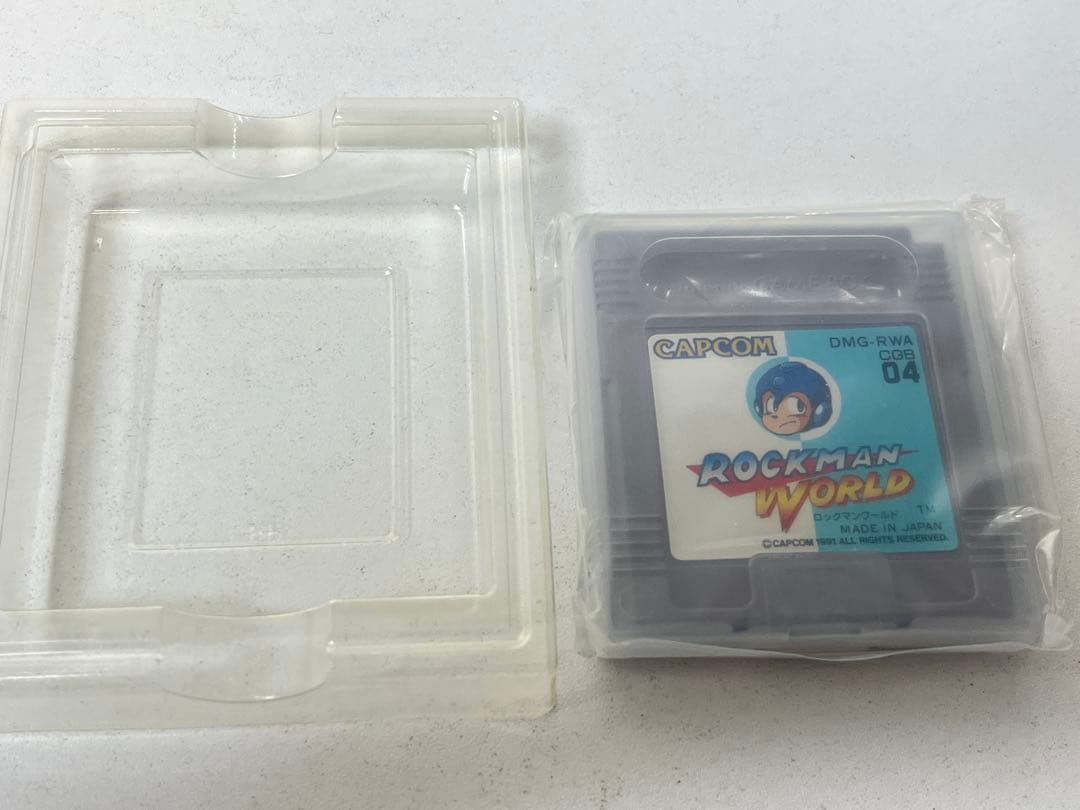 CAPCOM
DMG-RWA
CGB
04
ROCKMAN
WORLD
ロックマンワールド TM
MADE IN JAPAN
©CAPCOM 1991 ALL RIGHTS RESERVED.